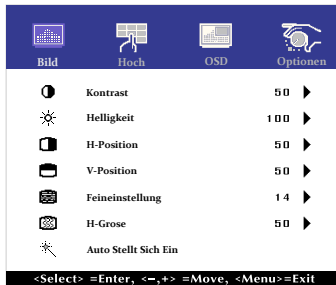 Bild Hoch OSD Optionen
Kontrast 50
Helligkeit 100
H-Position 50
V-Position 50
Feineinstellung 14
H-Grose 50
Auto Stellt Sich Ein
<Select> =Enter, <−,+> =Move, <Menu>=Exit